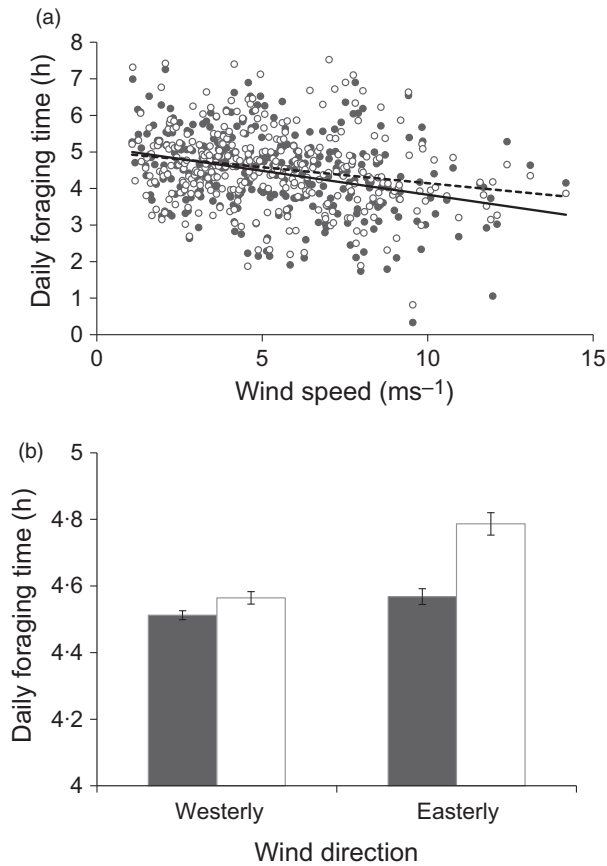 (a)
Daily foraging time (h)
8
7
6
5
4
3
2
1
0
0
5
10
15
Wind speed (ms⁻¹)
(b)
Daily foraging time (h)
5
4·8
4·6
4·4
4·2
4
Westerly
Easterly
Wind direction